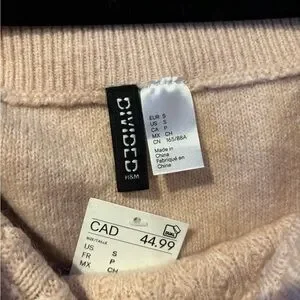 DIVIDED
H&M
EUR S
US S
CA P
MX CH
CN 165/88A
Made in
China
Fabriqué en
Chine
CAD 44.99
SIZE/TAILLE
US S
FR P
MX CH